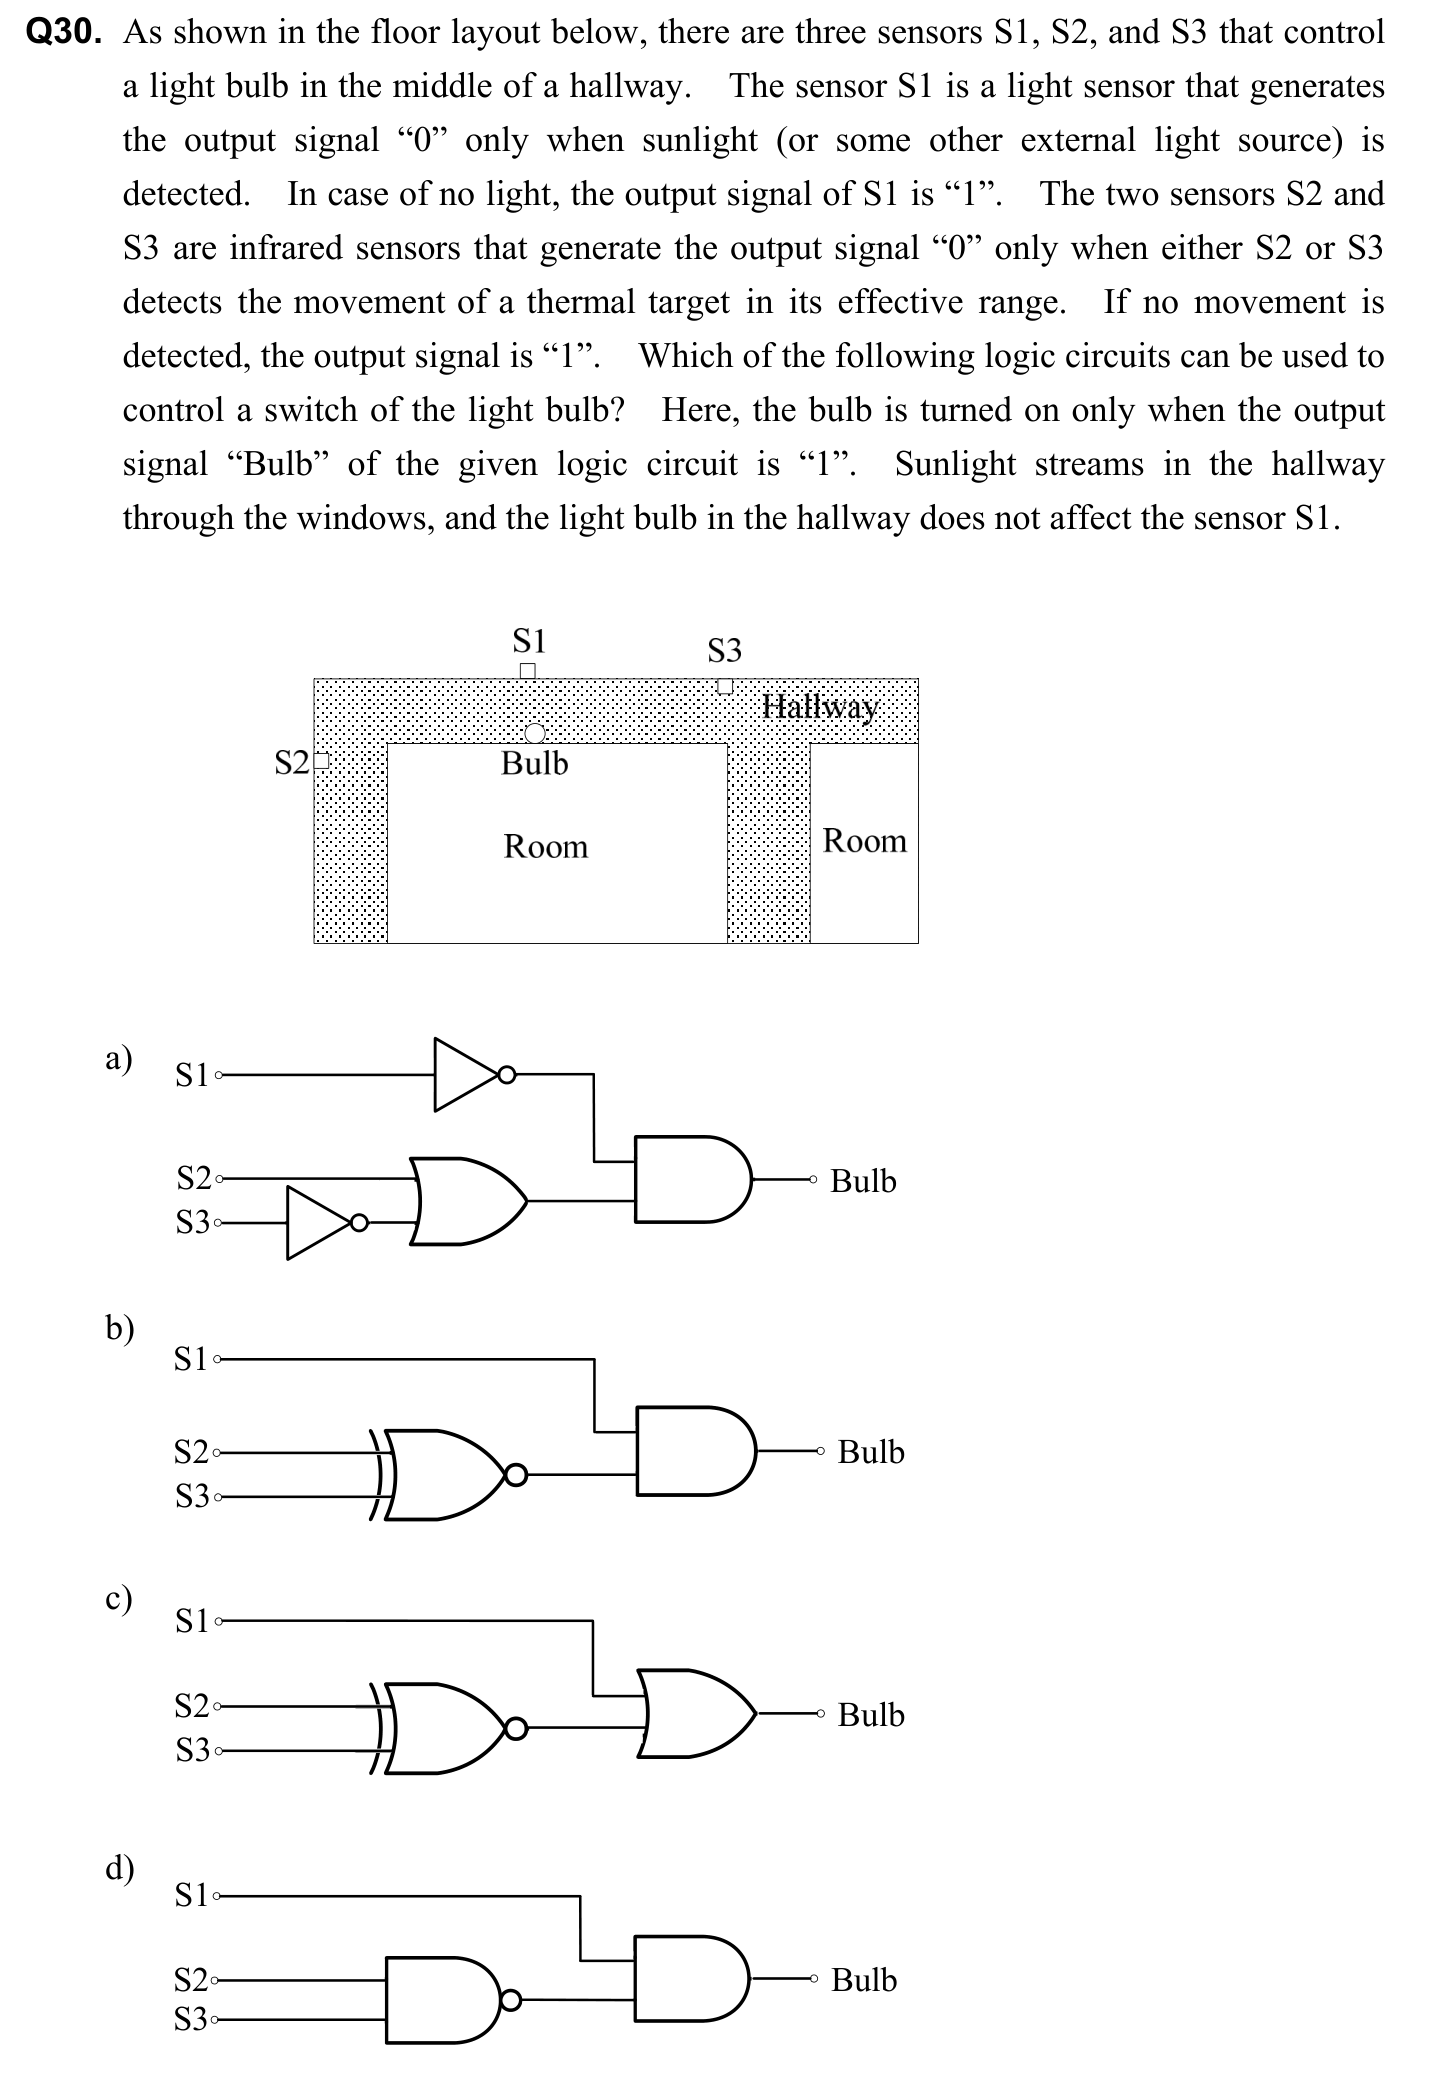 Q30. As shown in the floor layout below, there are three sensors S1, S2, and S3 that control
a light bulb in the middle of a hallway. The sensor S1 is a light sensor that generates
the output signal “0” only when sunlight (or some other external light source) is
detected. In case of no light, the output signal of S1 is “1”. The two sensors S2 and
S3 are infrared sensors that generate the output signal “0” only when either S2 or S3
detects the movement of a thermal target in its effective range. If no movement is
detected, the output signal is “1”. Which of the following logic circuits can be used to
control a switch of the light bulb? Here, the bulb is turned on only when the output
signal “Bulb” of the given logic circuit is “1”. Sunlight streams in the hallway
through the windows, and the light bulb in the hallway does not affect the sensor S1.
S1
S3
Hallway
S2
Bulb
Room
Room
a)
S1
S2
S3
Bulb
b)
S1
S2
S3
Bulb
c)
S1
S2
S3
Bulb
d)
S1
S2
S3
Bulb